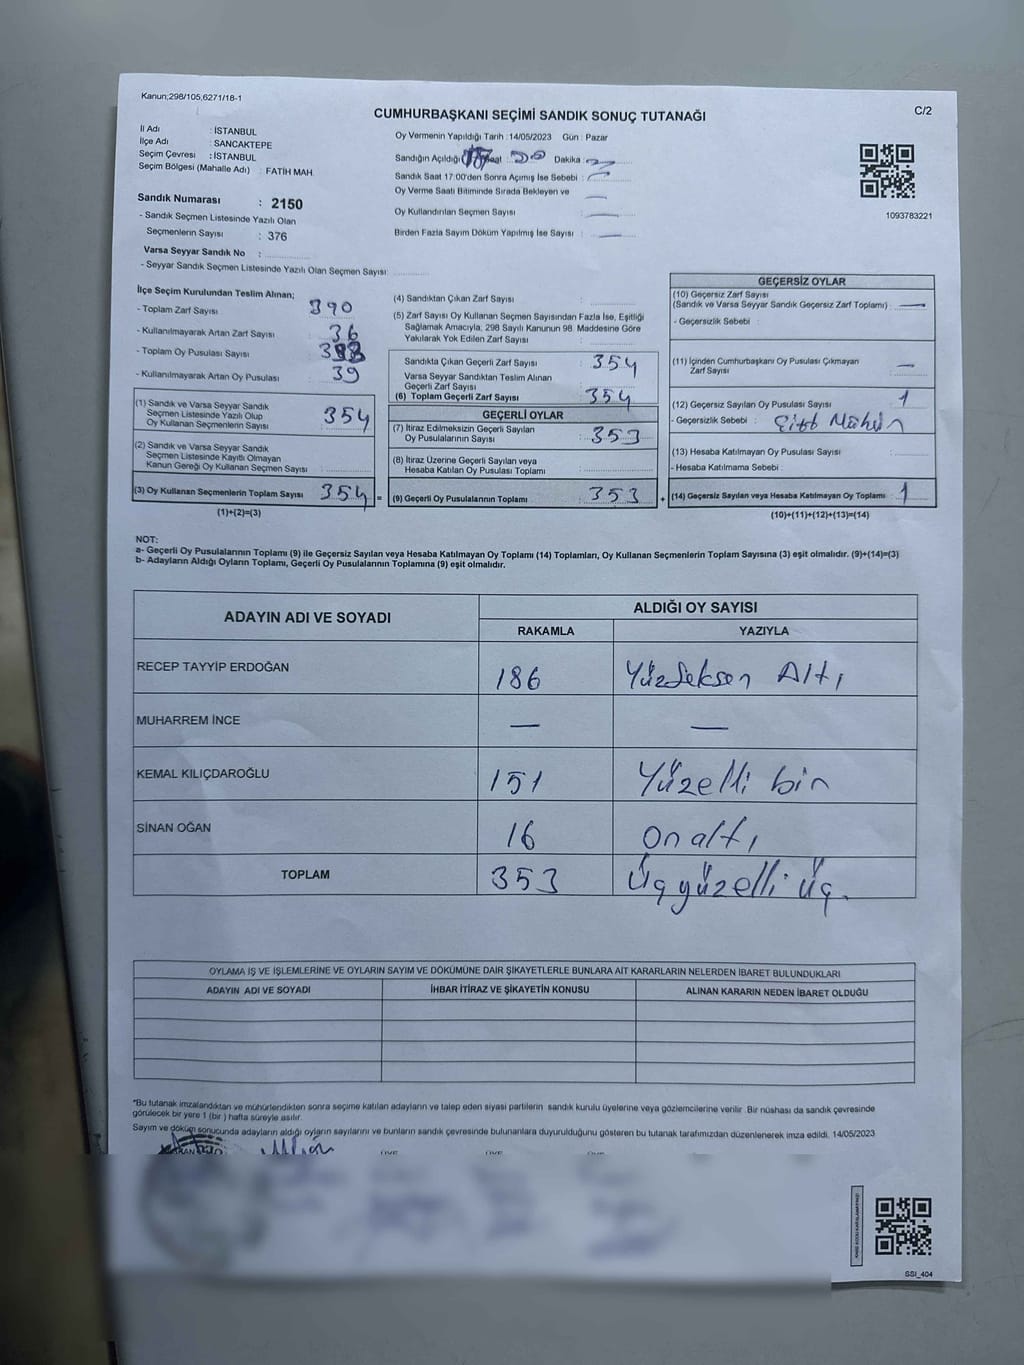 Kanun;298/105,6271/18-1
C/2
CUMHURBAŞKANI SEÇİMİ SANDIK SONUÇ TUTANAĞI
İl Adı : İSTANBUL
İlçe Adı : SANCAKTEPE
Seçim Çevresi : İSTANBUL
Seçim Bölgesi (Mahalle Adı) : FATİH MAH.
Sandık Numarası : 2150
- Sandık Seçmen Listesinde Yazılı Olan
Seçmenlerin Sayısı : 376
Varsa Seyyar Sandık No :
- Seyyar Sandık Seçmen Listesinde Yazılı Olan Seçmen Sayısı:
Oy Vermenin Yapıldığı Tarih : 14/05/2023 Gün : Pazar
Sandığın Açıldığı Dakika :
Sandık Saat 17:00'den Sonra Açımış İse Sebebi :
Oy Verme Saati Bitiminde Sırada Bekleyen ve
Oy Kullandırılan Seçmen Sayısı :
Birden Fazla Sayım Döküm Yapılmış İse Sayısı :
1093783221
İlçe Seçim Kurulundan Teslim Alınan;
- Toplam Zarf Sayısı 390
- Kullanılmayarak Artan Zarf Sayısı 36
- Toplam Oy Pusulası Sayısı
- Kullanılmayarak Artan Oy Pusulası 39
(1) Sandık ve Varsa Seyyar Sandık
Seçmen Listesinde Yazılı Olup
Oy Kullanan Seçmenlerin Sayısı : 354
(2) Sandık ve Varsa Seyyar Sandık
Seçmen Listesinde Kayıtlı Olmayan
Kanun Gereği Oy Kullanan Seçmen Sayısı :
(3) Oy Kullanan Seçmenlerin Toplam Sayısı : 354 =
(1)+(2)=(3)
(4) Sandıktan Çıkan Zarf Sayısı :
(5) Zarf Sayısı Oy Kullanan Seçmen Sayısından Fazla İse, Eşitliği
Sağlamak Amacıyla, 298 Sayılı Kanunun 98. Maddesine Göre
Yakılarak Yok Edilen Zarf Sayısı :
Sandıkta Çıkan Geçerli Zarf Sayısı : 354
Varsa Seyyar Sandıktan Teslim Alınan
Geçerli Zarf Sayısı
(6) Toplam Geçerli Zarf Sayısı : 354
GEÇERLİ OYLAR
(7) İtiraz Edilmeksizin Geçerli Sayılan
Oy Pusulalarının Sayısı : 353
(8) İtiraz Üzerine Geçerli Sayılan veya
Hesaba Katılan Oy Pusulası Toplamı :
(9) Geçerli Oy Pusulalarının Toplamı : 353 +
GEÇERSİZ OYLAR
(10) Geçersiz Zarf Sayısı
(Sandık ve Varsa Seyyar Sandık Geçersiz Zarf Toplamı) : —
- Geçersizlik Sebebi :
(11) İçinden Cumhurbaşkanı Oy Pusulası Çıkmayan
Zarf Sayısı : —
(12) Geçersiz Sayılan Oy Pusulası Sayısı : 1
- Geçersizlik Sebebi : Çift Mühür
(13) Hesaba Katılmayan Oy Pusulası Sayısı :
- Hesaba Katılmama Sebebi :
(14) Geçersiz Sayılan veya Hesaba Katılmayan Oy Toplamı : 1
(10)+(11)+(12)+(13)=(14)
NOT:
a- Geçerli Oy Pusulalarının Toplamı (9) ile Geçersiz Sayılan veya Hesaba Katılmayan Oy Toplamı (14) Toplamları, Oy Kullanan Seçmenlerin Toplam Sayısına (3) eşit olmalıdır. (9)+(14)=(3)
b- Adayların Aldığı Oyların Toplamı, Geçerli Oy Pusulalarının Toplamına (9) eşit olmalıdır.
ADAYIN ADI VE SOYADI ALDIĞI OY SAYISI
RAKAMLA YAZIYLA
RECEP TAYYİP ERDOĞAN 186 Yüzseksen Altı
MUHARREM İNCE — —
KEMAL KILIÇDAROĞLU 151 Yüzelli bin
SİNAN OĞAN 16 on altı
TOPLAM 353 Üçyüzelli üç.
OYLAMA İŞ VE İŞLEMLERİNE VE OYLARIN SAYIM VE DÖKÜMÜNE DAİR ŞİKAYETLERLE BUNLARA AİT KARARLARIN NELERDEN İBARET BULUNDUKLARI
ADAYIN ADI VE SOYADI İHBAR İTİRAZ VE ŞİKAYETİN KONUSU ALINAN KARARIN NEDEN İBARET OLDUĞU
*Bu tutanak imzalandıktan ve mühürlendikten sonra seçime katılan adayların ve talep eden siyasi partilerin sandık kurulu üyelerine veya gözlemcilerine verilir. Bir nüshası da sandık çevresinde
görülecek bir yere 1 (bir ) hafta süreyle asılır.
Sayım ve döküm sonucunda adayların aldığı oyların sayılarını ve bunların sandık çevresinde bulunanlara duyurulduğunu gösteren bu tutanak tarafımızdan düzenlenerek imza edildi. 14/05/2023
SSI_404